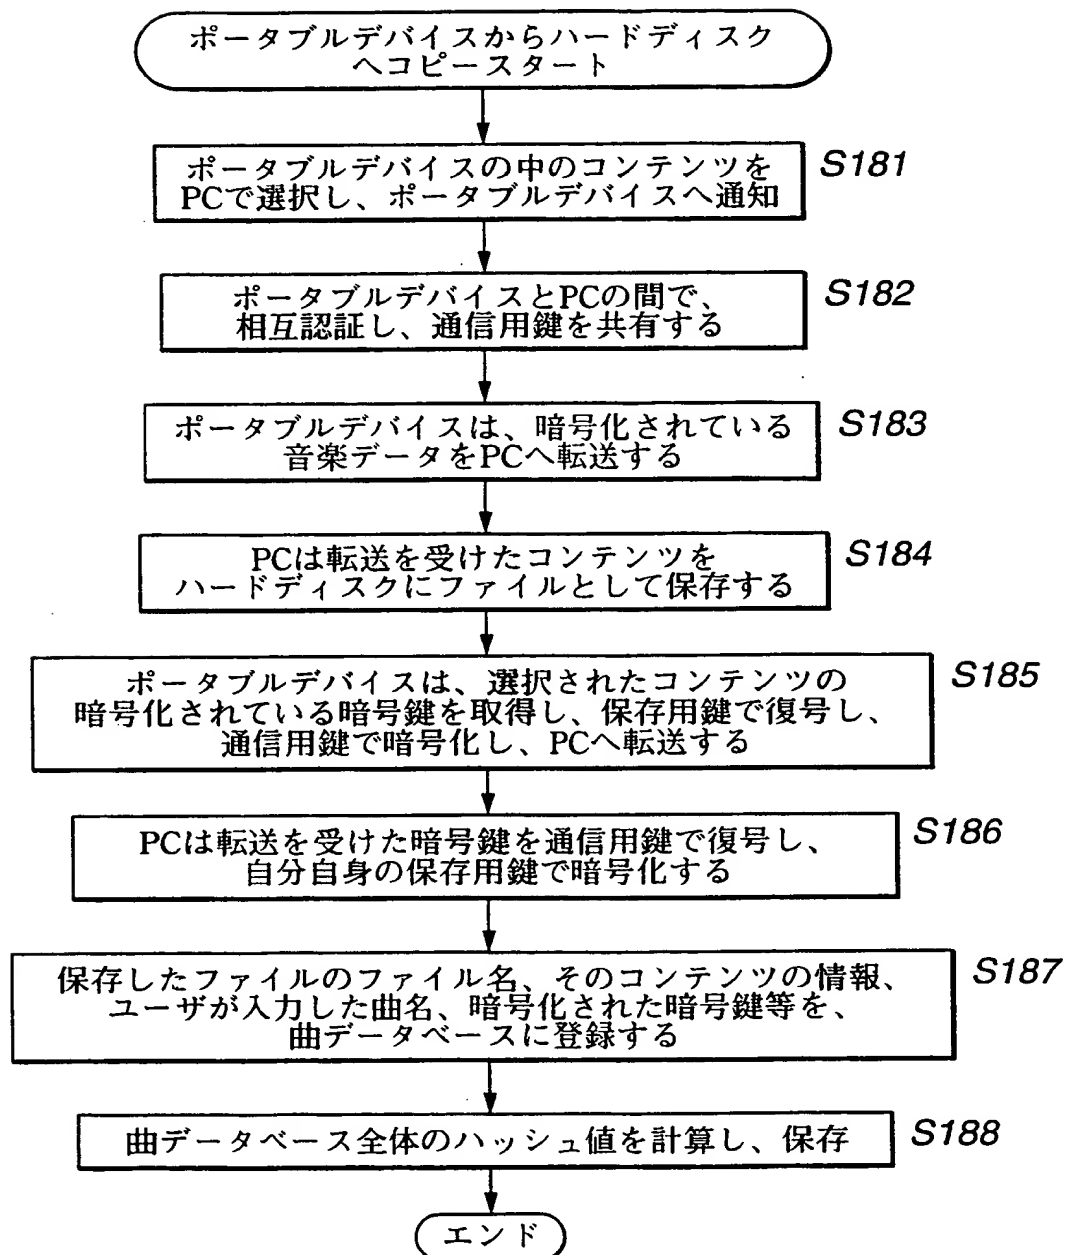 ポータブルデバイスからハードディスク
へコピースタート
ポータブルデバイスの中のコンテンツを
PCで選択し、ポータブルデバイスへ通知
S181
ポータブルデバイスとPCの間で、
相互認証し、通信用鍵を共有する
S182
ポータブルデバイスは、暗号化されている
音楽データをPCへ転送する
S183
PCは転送を受けたコンテンツを
ハードディスクにファイルとして保存する
S184
ポータブルデバイスは、選択されたコンテンツの
暗号化されている暗号鍵を取得し、保存用鍵で復号し、
通信用鍵で暗号化し、PCへ転送する
S185
PCは転送を受けた暗号鍵を通信用鍵で復号し、
自分自身の保存用鍵で暗号化する
S186
保存したファイルのファイル名、そのコンテンツの情報、
ユーザが入力した曲名、暗号化された暗号鍵等を、
曲データベースに登録する
S187
曲データベース全体のハッシュ値を計算し、保存
S188
エンド